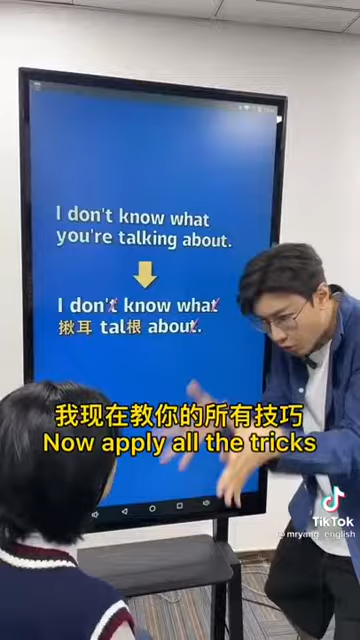 I don't know what
you're talking about.
I don't know what
揪耳 tal根 about.
我现在教你的所有技巧
Now apply all the tricks
TikTok
@mryang_english